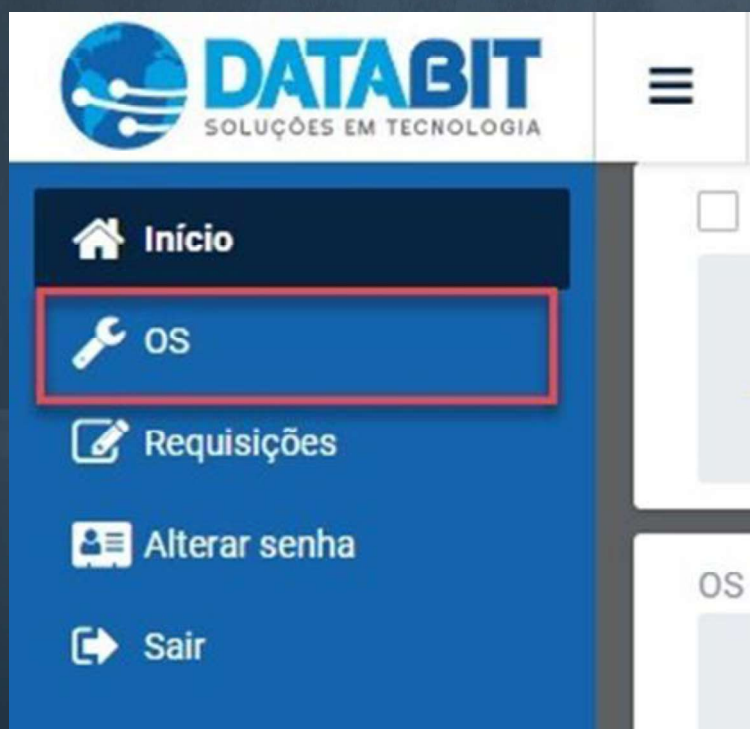 DATABIT
SOLUÇÕES EM TECNOLOGIA
Início
OS
Requisições
Alterar senha
Sair
OS